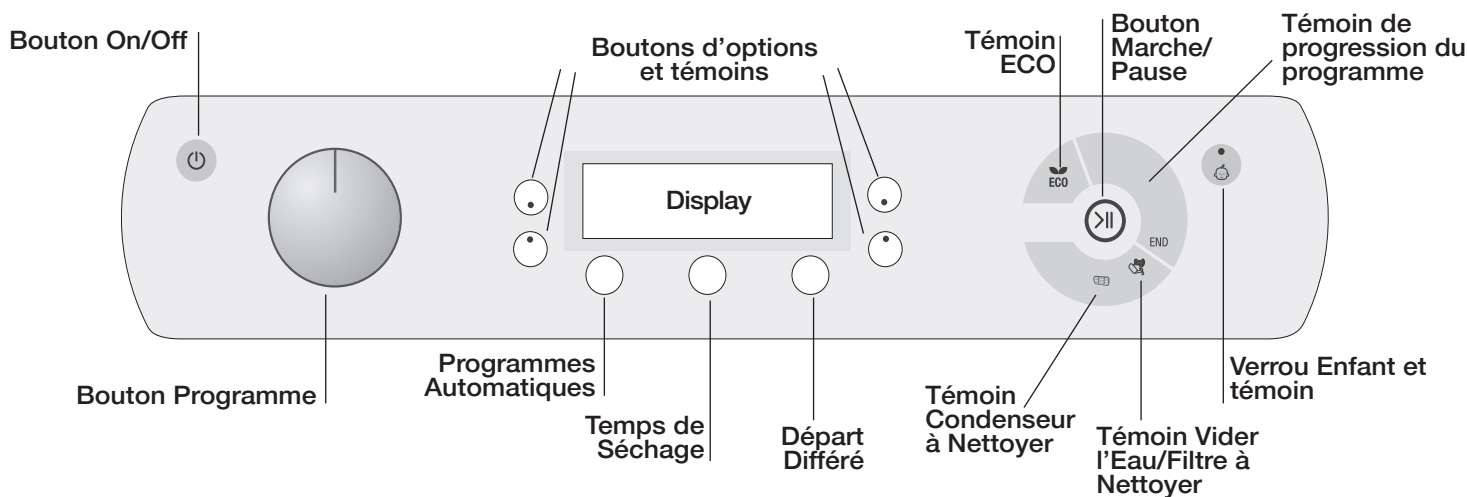 Bouton On/Off
Boutons d'options
et témoins
Témoin
ECO
Bouton
Marche/
Pause
Témoin de
progression du
programme
Display
ECO
END
Bouton Programme
Programmes
Automatiques
Temps de
Séchage
Départ
Différé
Témoin
Condenseur
à Nettoyer
Témoin Vider
l'Eau/Filtre à
Nettoyer
Verrou Enfant et
témoin